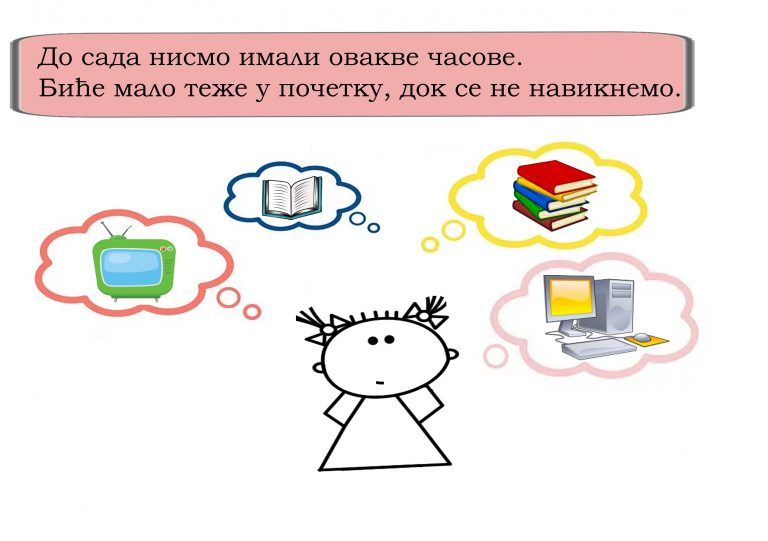 До сада нисмо имали овакве часове.
Биће мало теже у почетку, док се не навикнемо.